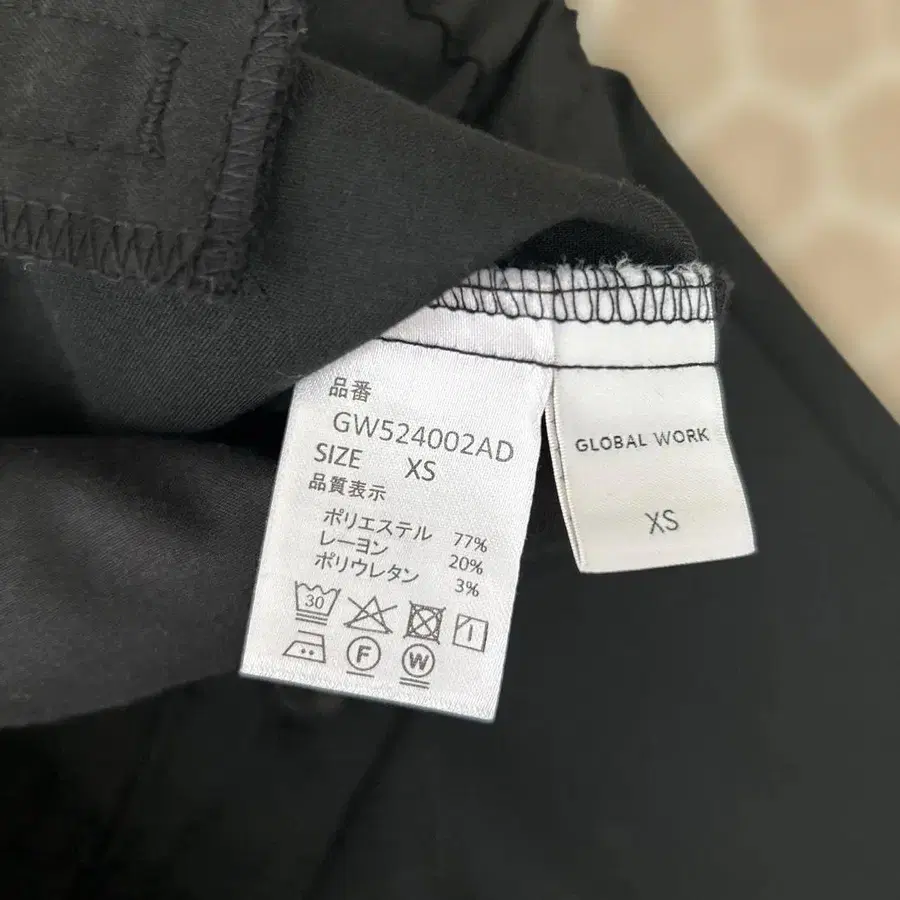 品番
GW524002AD
SIZE XS
品質表示
ポリエステル 77%
レーヨン 20%
ポリウレタン 3%
30
F W
GLOBAL WORK
XS